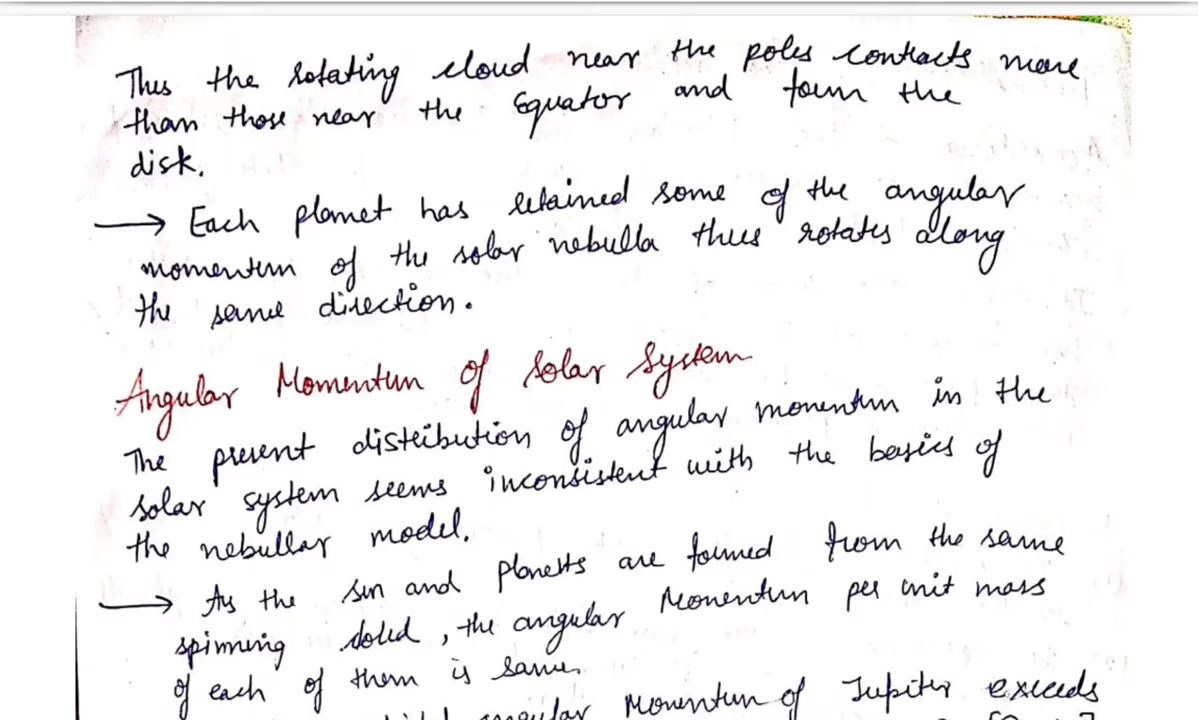 Thus the rotating cloud near the poles contracts more
than those near the Equator and form the
disk.
→ Each planet has retained some of the angular
momentum of the solar nebulla thus rotates along
the same direction.
Angular Momentum of Solar System
The present distribution of angular momentum in the
solar system seems inconsistent with the basics of
the nebullar model.
→ As the sun and planetts are formed from the same
spinning , the angular Momentum per unit mass
of each of them is same.
angular Momentum of Jupiter exceeds